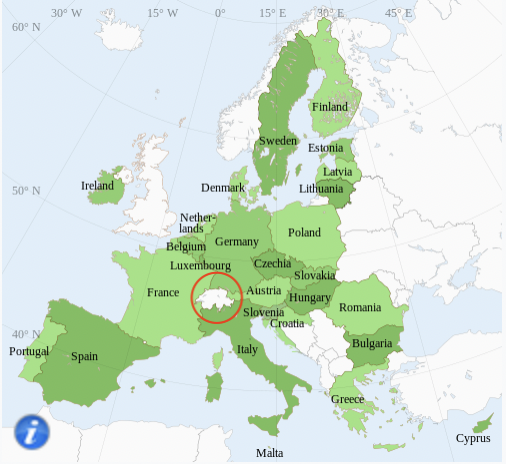 30° W
15° W
0°
15° E
30° E
45° E
60° N
Finland
Sweden
Estonia
Latvia
Lithuania
Ireland
Denmark
50° N
Nether-
lands
Poland
Belgium
Germany
Luxembourg
Czechia
Slovakia
France
Austria
Hungary
Romania
Slovenia
Croatia
40° N
Portugal
Spain
Italy
Bulgaria
Greece
Cyprus
Malta
i